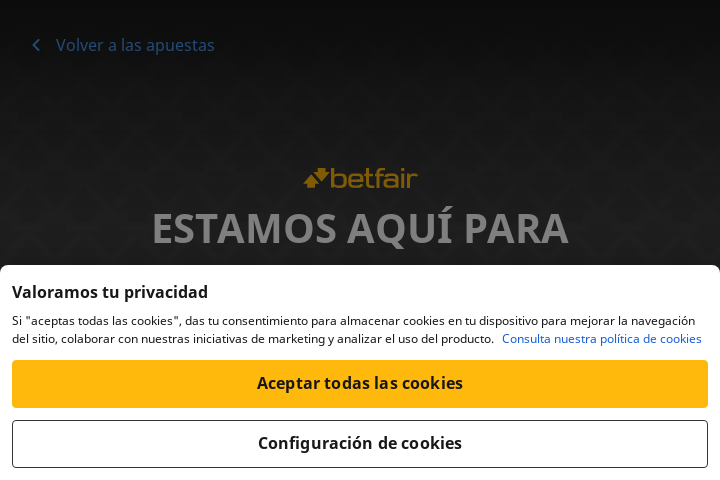 Volver a las apuestas
betfair
ESTAMOS AQUÍ PARA
Valoramos tu privacidad
Si "aceptas todas las cookies", das tu consentimiento para almacenar cookies en tu dispositivo para mejorar la navegación
del sitio, colaborar con nuestras iniciativas de marketing y analizar el uso del producto. Consulta nuestra política de cookies
Aceptar todas las cookies
Configuración de cookies